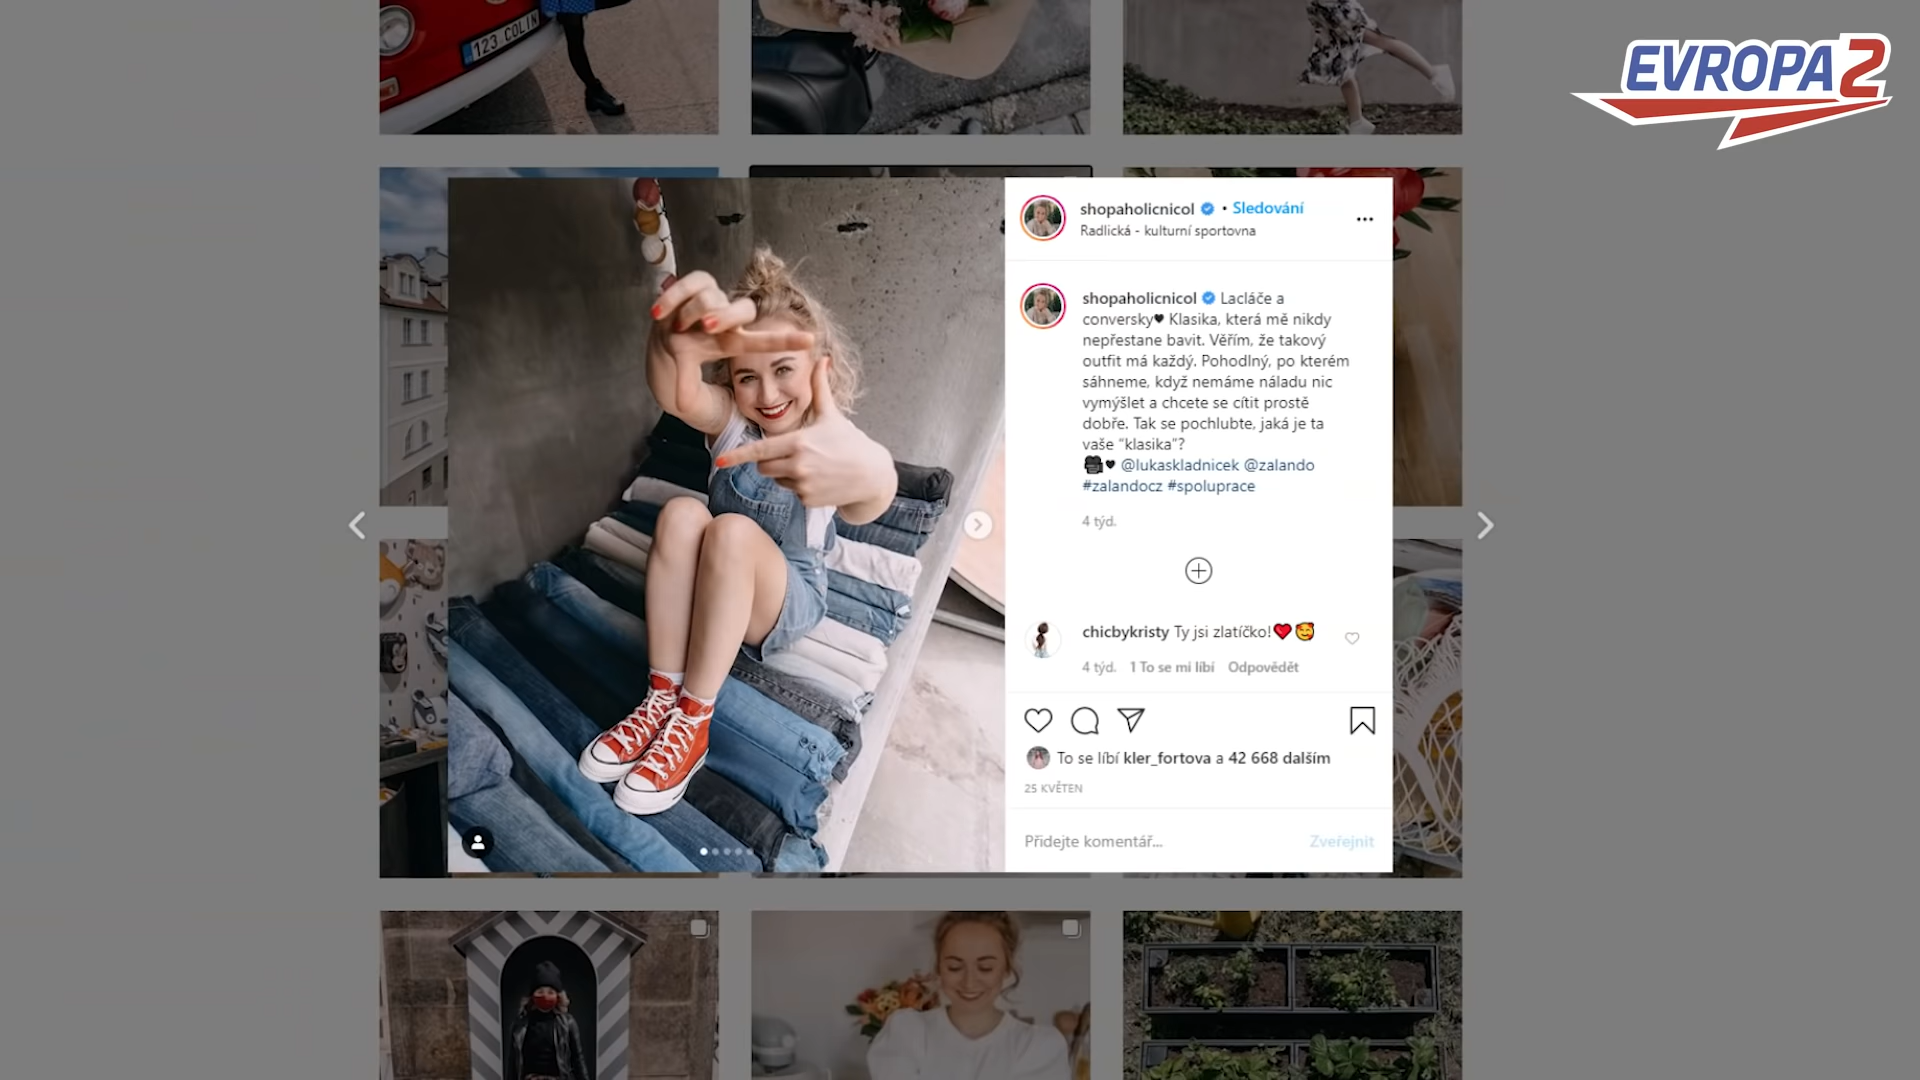 123 COLIN
EVROPA 2
shopaholicnicol • Sledování
Radlická - kulturní sportovna
shopaholicnicol Lacláče a
conversky♥ Klasika, která mě nikdy
nepřestane bavit. Věřím, že takový
outfit má každý. Pohodlný, po kterém
sáhneme, když nemáme náladu nic
vymýšlet a chcete se cítit prostě
dobře. Tak se pochlubte, jaká je ta
vaše "klasika"?
🎥♥ @lukaskladnicek @zalando
#zalandocz #spoluprace
4 týd.
chicbykristy Ty jsi zlatíčko!❤️🥰
4 týd. 1 To se mi líbí Odpovědět
To se líbí kler_fortova a 42 668 dalším
25 KVĚTEN
Přidejte komentář... Zveřejnit